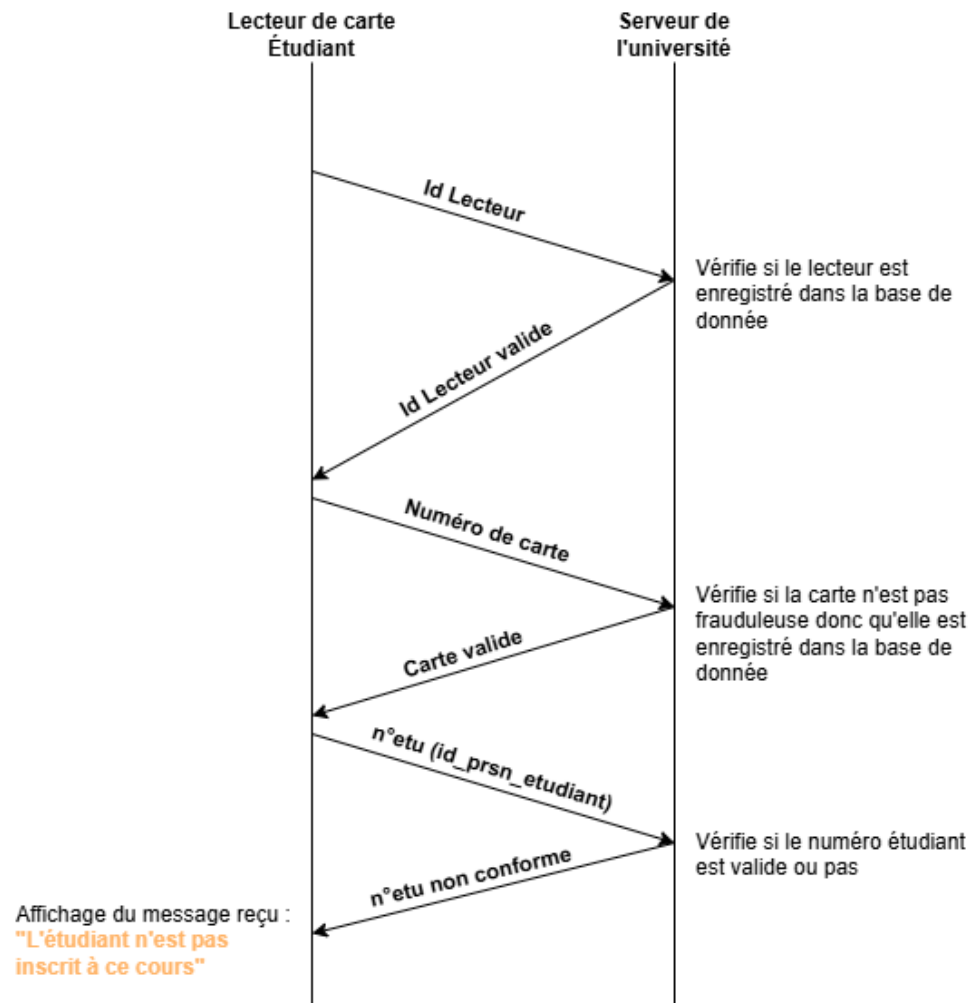 Lecteur de carte
Étudiant
Serveur de
l'université
Id Lecteur
Vérifie si le lecteur est
enregistré dans la base de
donnée
Id Lecteur valide
Numéro de carte
Vérifie si la carte n'est pas
frauduleuse donc qu'elle est
enregistré dans la base de
donnée
Carte valide
n°etu (id_prsn_etudiant)
Vérifie si le numéro étudiant
est valide ou pas
n°etu non conforme
Affichage du message reçu :
"L'étudiant n'est pas
inscrit à ce cours"